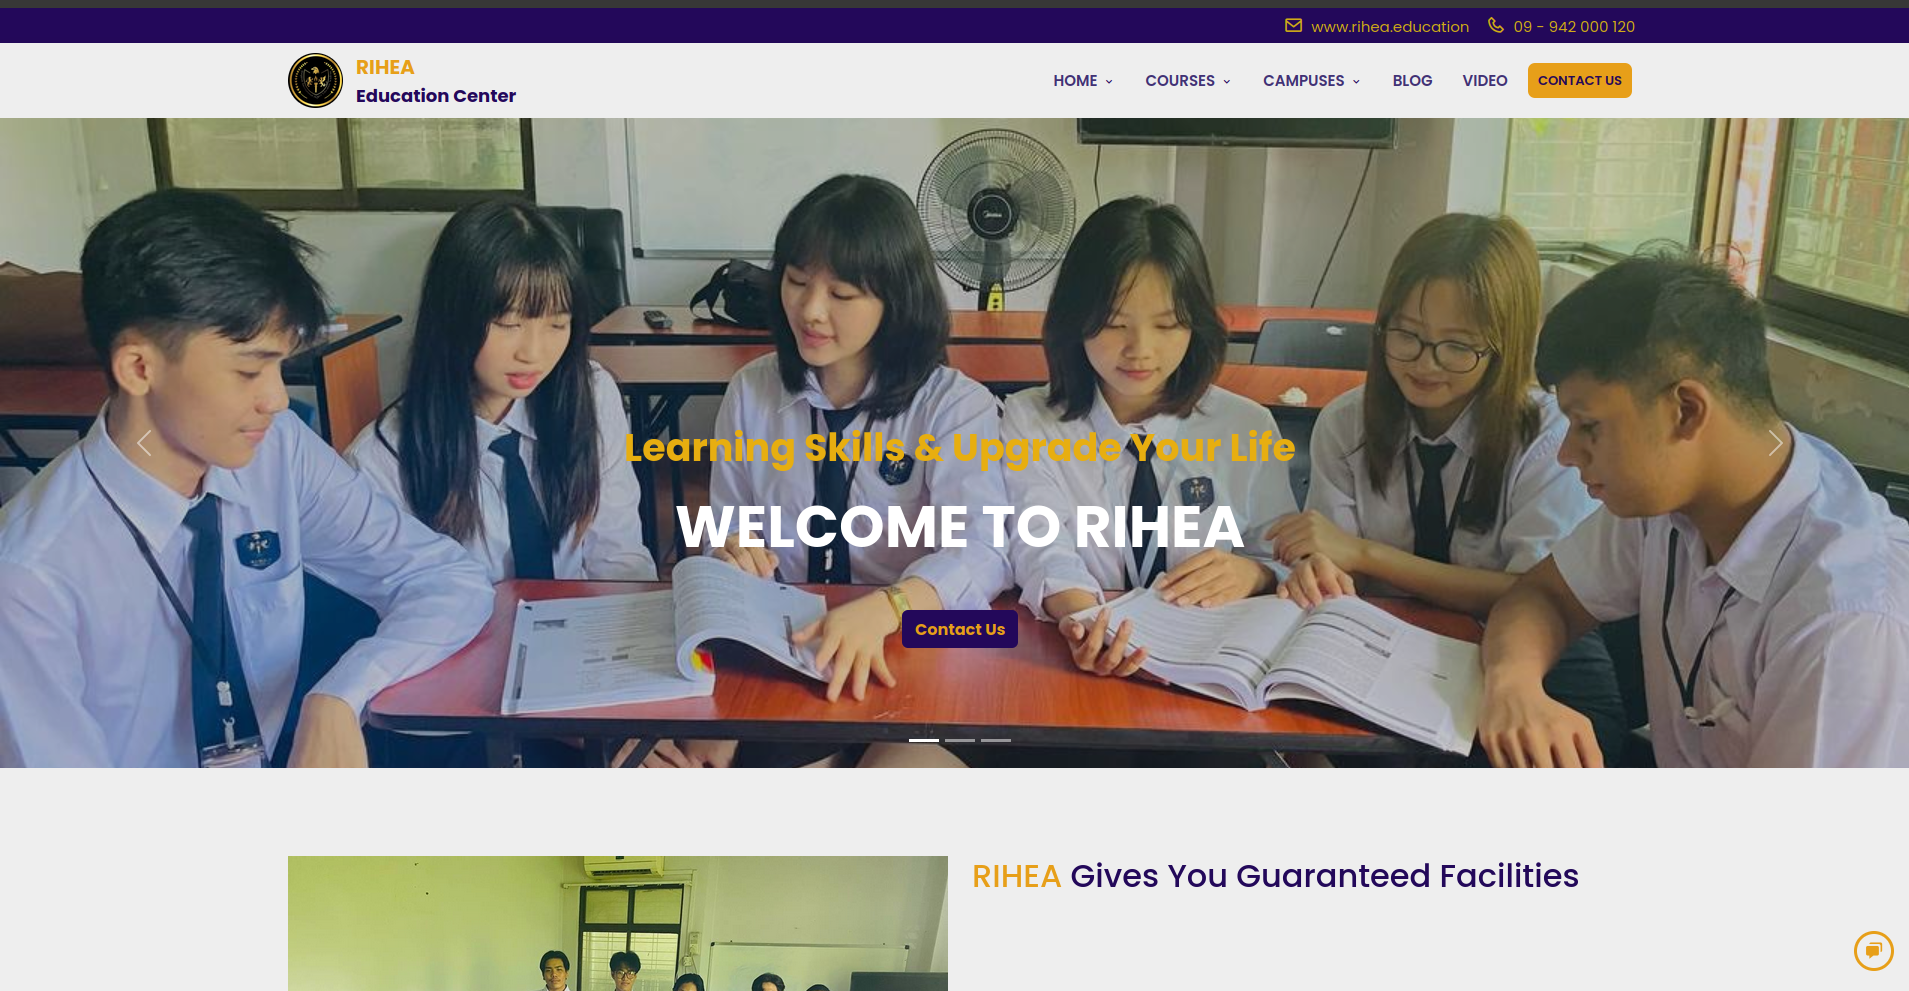 www.rihea.education
09 - 942 000 120
RIHEA
Education Center
HOME
COURSES
CAMPUSES
BLOG
VIDEO
CONTACT US
Learning Skills & Upgrade Your Life
WELCOME TO RIHEA
Contact Us
RIHEA Gives You Guaranteed Facilities